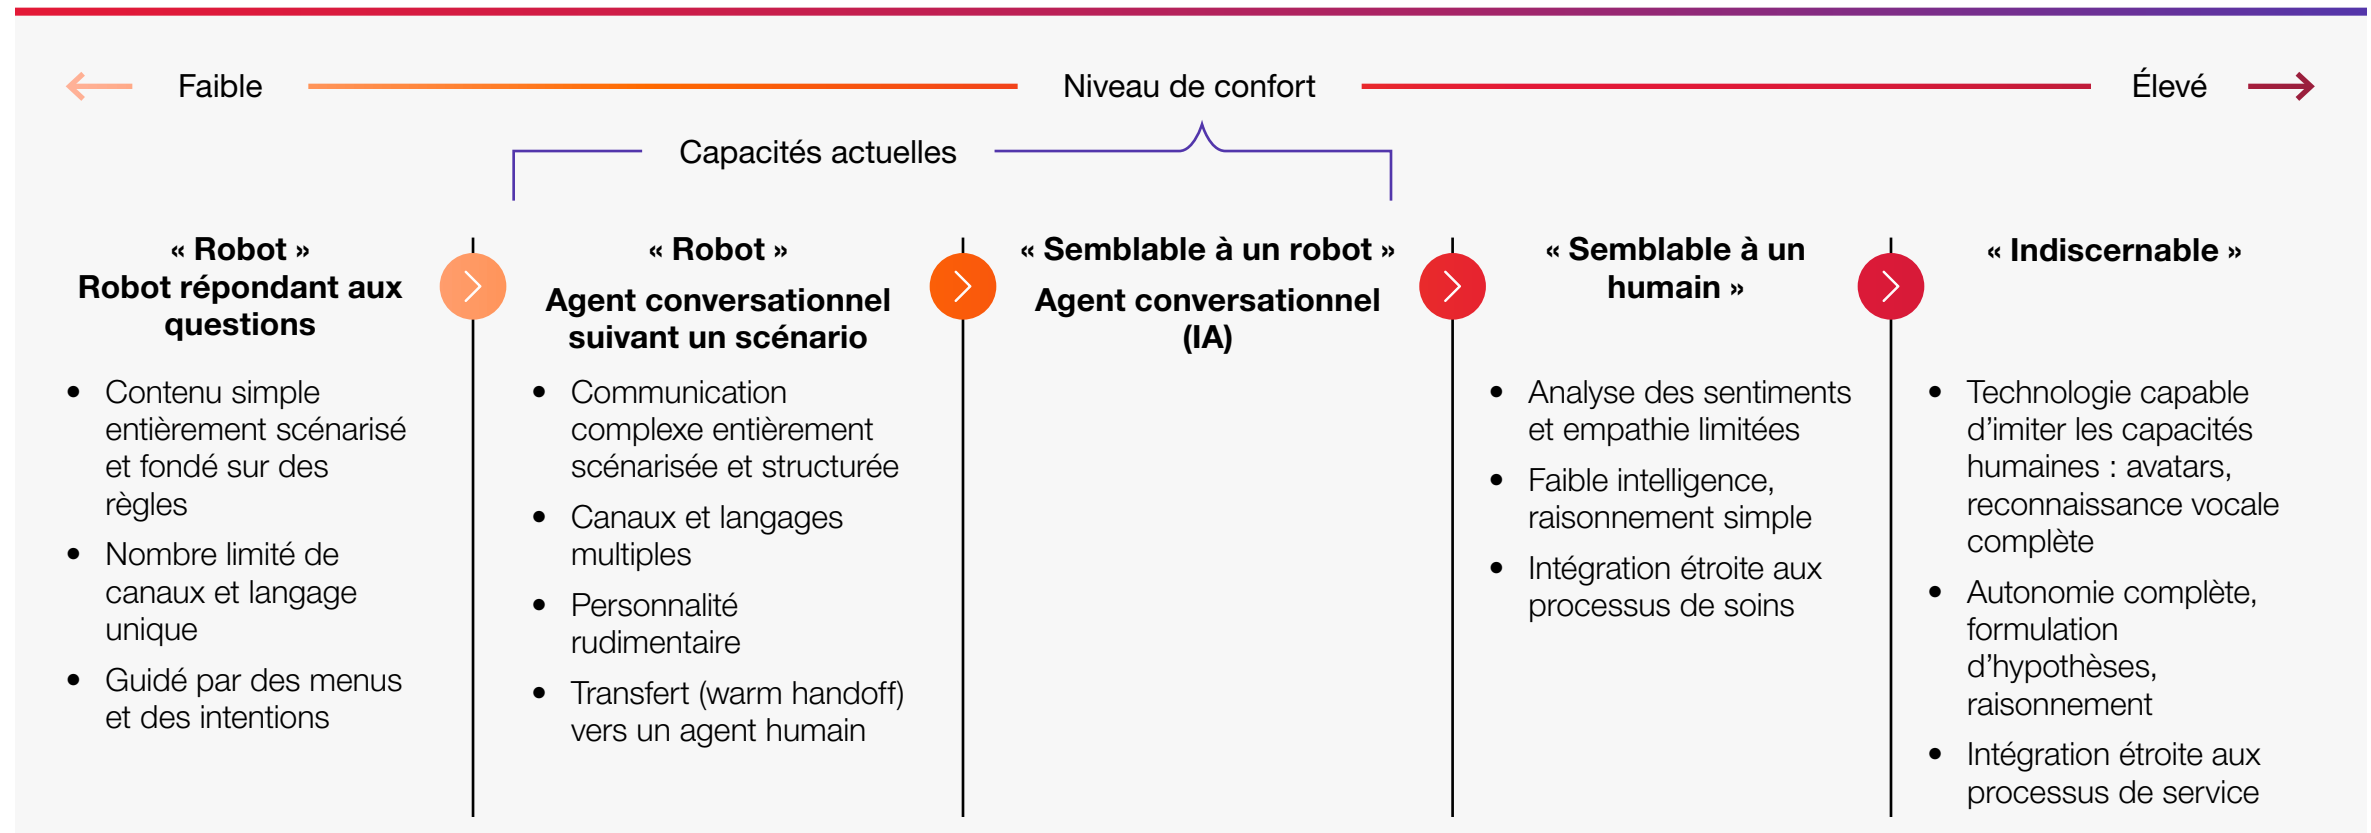 Faible
Niveau de confort
Élevé
Capacités actuelles
« Robot »
Robot répondant aux
questions
• Contenu simple
entièrement scénarisé
et fondé sur des
règles
• Nombre limité de
canaux et langage
unique
• Guidé par des menus
et des intentions
« Robot »
Agent conversationnel
suivant un scénario
• Communication
complexe entièrement
scénarisée et structurée
• Canaux et langages
multiples
• Personnalité
rudimentaire
• Transfert (warm handoff)
vers un agent humain
« Semblable à un robot »
Agent conversationnel
(IA)
« Semblable à un
humain »
• Analyse des sentiments
et empathie limitées
• Faible intelligence,
raisonnement simple
• Intégration étroite aux
processus de soins
« Indiscernable »
• Technologie capable
d’imiter les capacités
humaines : avatars,
reconnaissance vocale
complète
• Autonomie complète,
formulation
d’hypothèses,
raisonnement
• Intégration étroite aux
processus de service